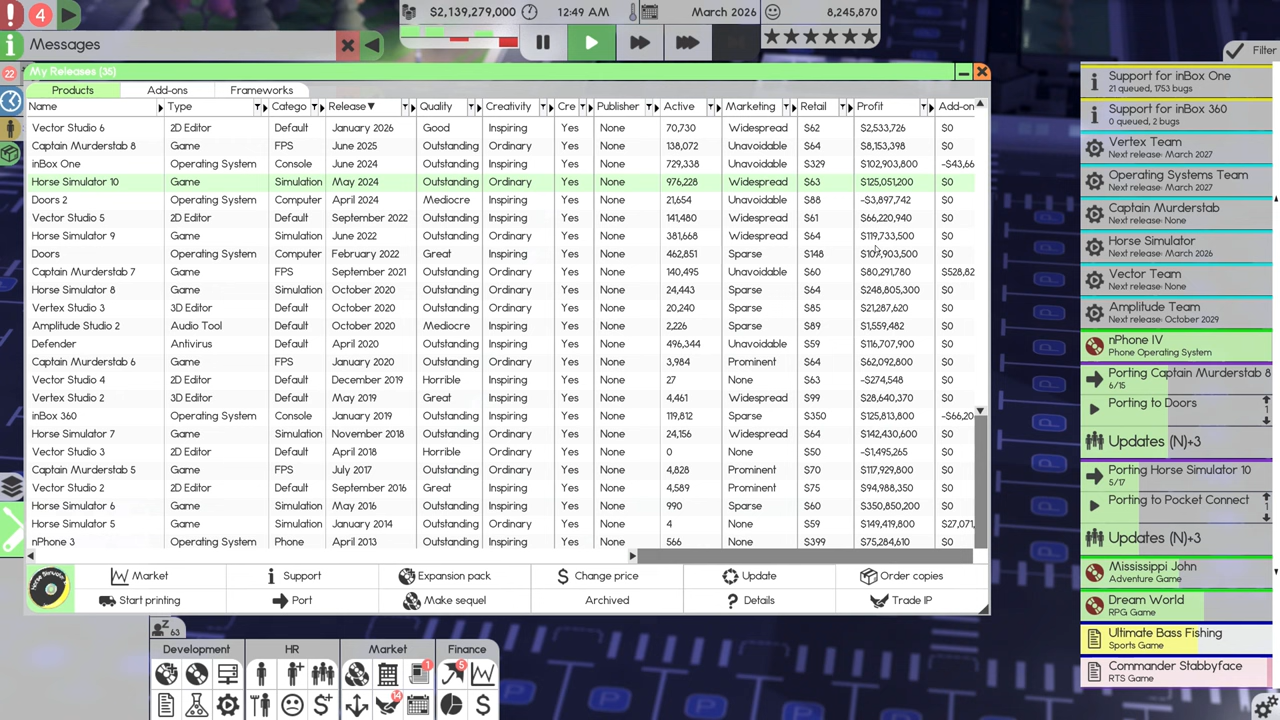 4
$2,139,279,000 12:49 AM March 2026 8,245,870
Messages
Filter
22
My Releases (35)
Products Add-ons Frameworks
Name Type Catego Release▼ Quality Creativity Cre Publisher Active Marketing Retail Profit Add-on
Vector Studio 6 2D Editor Default January 2026 Good Inspiring Yes None 70,730 Widespread $62 $2,533,726 $0
Captain Murderstab 8 Game FPS June 2025 Outstanding Ordinary Yes None 138,072 Unavoidable $64 $8,153,398 $0
inBox One Operating System Console June 2024 Outstanding Inspiring Yes None 729,338 Unavoidable $329 $102,903,800 -$43,66
Horse Simulator 10 Game Simulation May 2024 Outstanding Ordinary Yes None 976,228 Widespread $63 $125,051,200 $0
Doors 2 Operating System Computer April 2024 Mediocre Inspiring Yes None 21,654 Unavoidable $88 -$3,897,742 $0
Vector Studio 5 2D Editor Default September 2022 Outstanding Inspiring Yes None 141,480 Widespread $61 $66,220,940 $0
Horse Simulator 9 Game Simulation June 2022 Outstanding Ordinary Yes None 381,668 Widespread $64 $119,733,500 $0
Doors Operating System Computer February 2022 Great Inspiring Yes None 462,851 Sparse $148 $0
Captain Murderstab 7 Game FPS September 2021 Outstanding Ordinary Yes None 140,495 Unavoidable $60 $80,291,780 $528,82
Horse Simulator 8 Game Simulation October 2020 Outstanding Ordinary Yes None 24,443 Sparse $64 $248,805,300 $0
Vertex Studio 3 3D Editor Default October 2020 Outstanding Inspiring Yes None 20,240 Sparse $85 $21,287,620 $0
Amplitude Studio 2 Audio Tool Default October 2020 Mediocre Inspiring Yes None 2,226 Sparse $89 $1,559,482 $0
Defender Antivirus Default April 2020 Outstanding Inspiring Yes None 496,344 Unavoidable $59 $116,707,900 $0
Captain Murderstab 6 Game FPS January 2020 Outstanding Ordinary Yes None 3,984 Prominent $64 $62,092,800 $0
Vector Studio 4 2D Editor Default December 2019 Horrible Inspiring Yes None 27 None $63 -$274,548 $0
Vertex Studio 2 3D Editor Default May 2019 Great Inspiring Yes None 4,461 Widespread $99 $28,640,370 $0
inBox 360 Operating System Console January 2019 Outstanding Inspiring Yes None 119,812 Sparse $350 $125,813,800 -$66,20
Horse Simulator 7 Game Simulation November 2018 Outstanding Ordinary Yes None 24,156 Widespread $64 $142,430,600 $0
Vector Studio 3 2D Editor Default April 2018 Horrible Ordinary Yes None 0 None $50 -$1,495,265 $0
Captain Murderstab 5 Game FPS July 2017 Outstanding Ordinary Yes None 4,828 Prominent $70 $117,929,800 $0
Vector Studio 2 2D Editor Default September 2016 Great Inspiring Yes None 4,589 Prominent $75 $94,988,350 $0
Horse Simulator 6 Game Simulation May 2016 Outstanding Inspiring Yes None 990 Sparse $60 $350,850,200 $0
Horse Simulator 5 Game Simulation January 2014 Outstanding Ordinary Yes None 4 None $59 $149,419,800 $27,071,
nPhone 3 Operating System Phone April 2013 Outstanding Inspiring Yes None 566 None $399 $75,284,610 $0
Market Support Expansion pack Change price Update Order copies
Start printing Port Make sequel Archived Details Trade IP
Horse Simulator
63
Development HR Market Finance
1 5
14
Support for inBox One
21 queued, 1753 bugs
Support for inBox 360
0 queued, 2 bugs
Vertex Team
Next release: March 2027
Operating Systems Team
Next release: March 2027
Captain Murderstab
Next release: None
Horse Simulator
Next release: March 2026
Vector Team
Next release: None
Amplitude Team
Next release: October 2029
nPhone IV
Phone Operating System
Porting Captain Murderstab 8
6/15
Porting to Doors 1
Updates (N)+3
Porting Horse Simulator 10
5/17
Porting to Pocket Connect 1
Updates (N)+3
Mississippi John
Adventure Game
Dream World
RPG Game
Ultimate Bass Fishing
Sports Game
Commander Stabbyface
RTS Game